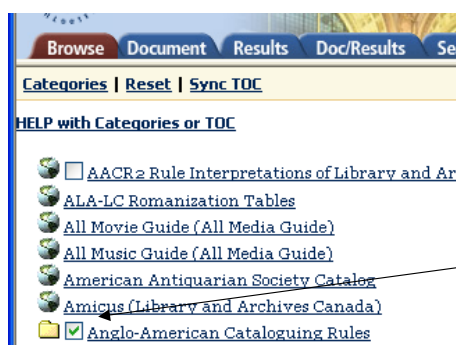 Browse Document Results Doc/Results Se
Categories | Reset | Sync TOC
HELP with Categories or TOC
AACR2 Rule Interpretations of Library and Ar
ALA-LC Romanization Tables
All Movie Guide (All Media Guide)
All Music Guide (All Media Guide)
American Antiquarian Society Catalog
Amicus (Library and Archives Canada)
Anglo-American Cataloguing Rules